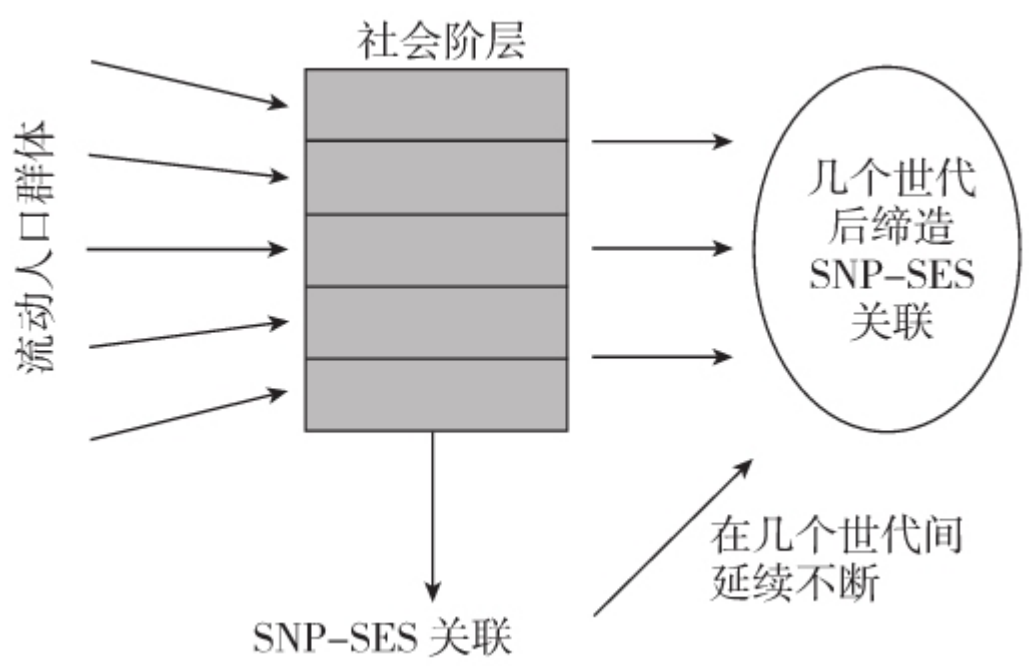 社会阶层
流动人口群体
几个世代
后缔造
SNP–SES
关联
在几个世代间
延续不断
SNP–SES 关联